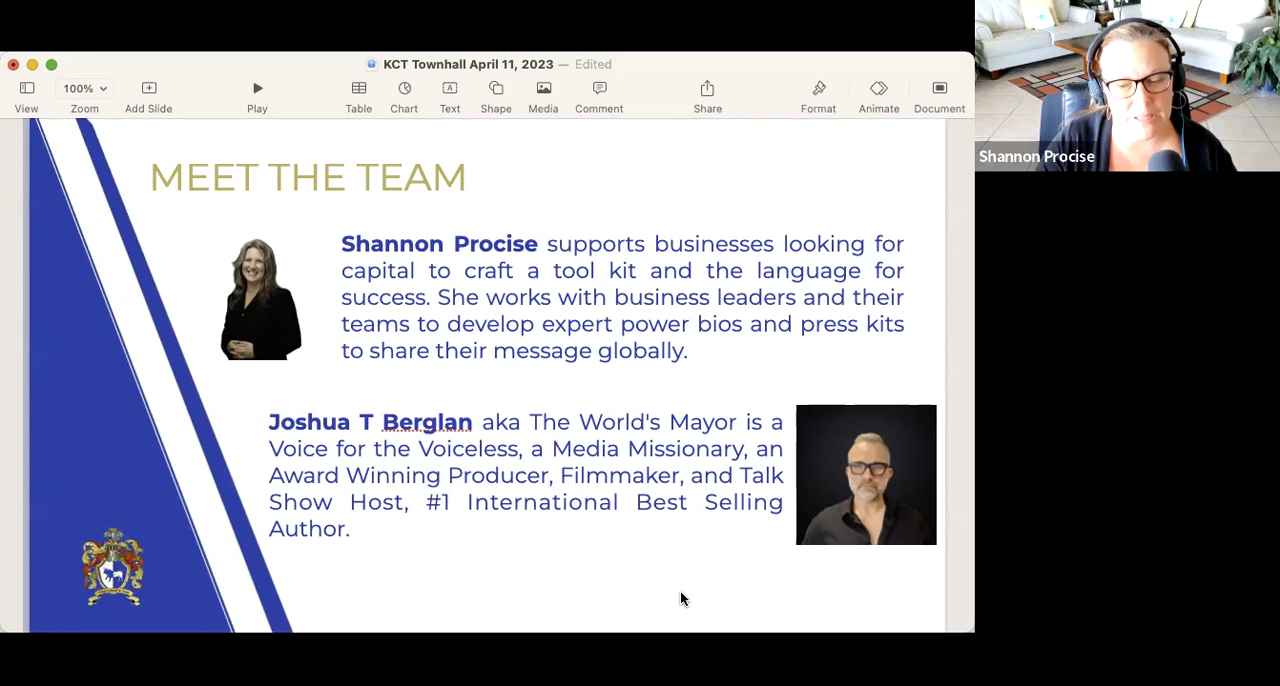 KCT Townhall April 11, 2023 — Edited
100%
View
Zoom
Add Slide
Play
Table
Chart
Text
Shape
Media
Comment
Share
Format
Animate
Document
Shannon Procise
MEET THE TEAM
Shannon Procise supports businesses looking for
capital to craft a tool kit and the language for
success. She works with business leaders and their
teams to develop expert power bios and press kits
to share their message globally.
Joshua T Berglan aka The World's Mayor is a
Voice for the Voiceless, a Media Missionary, an
Award Winning Producer, Filmmaker, and Talk
Show Host, #1 International Best Selling
Author.